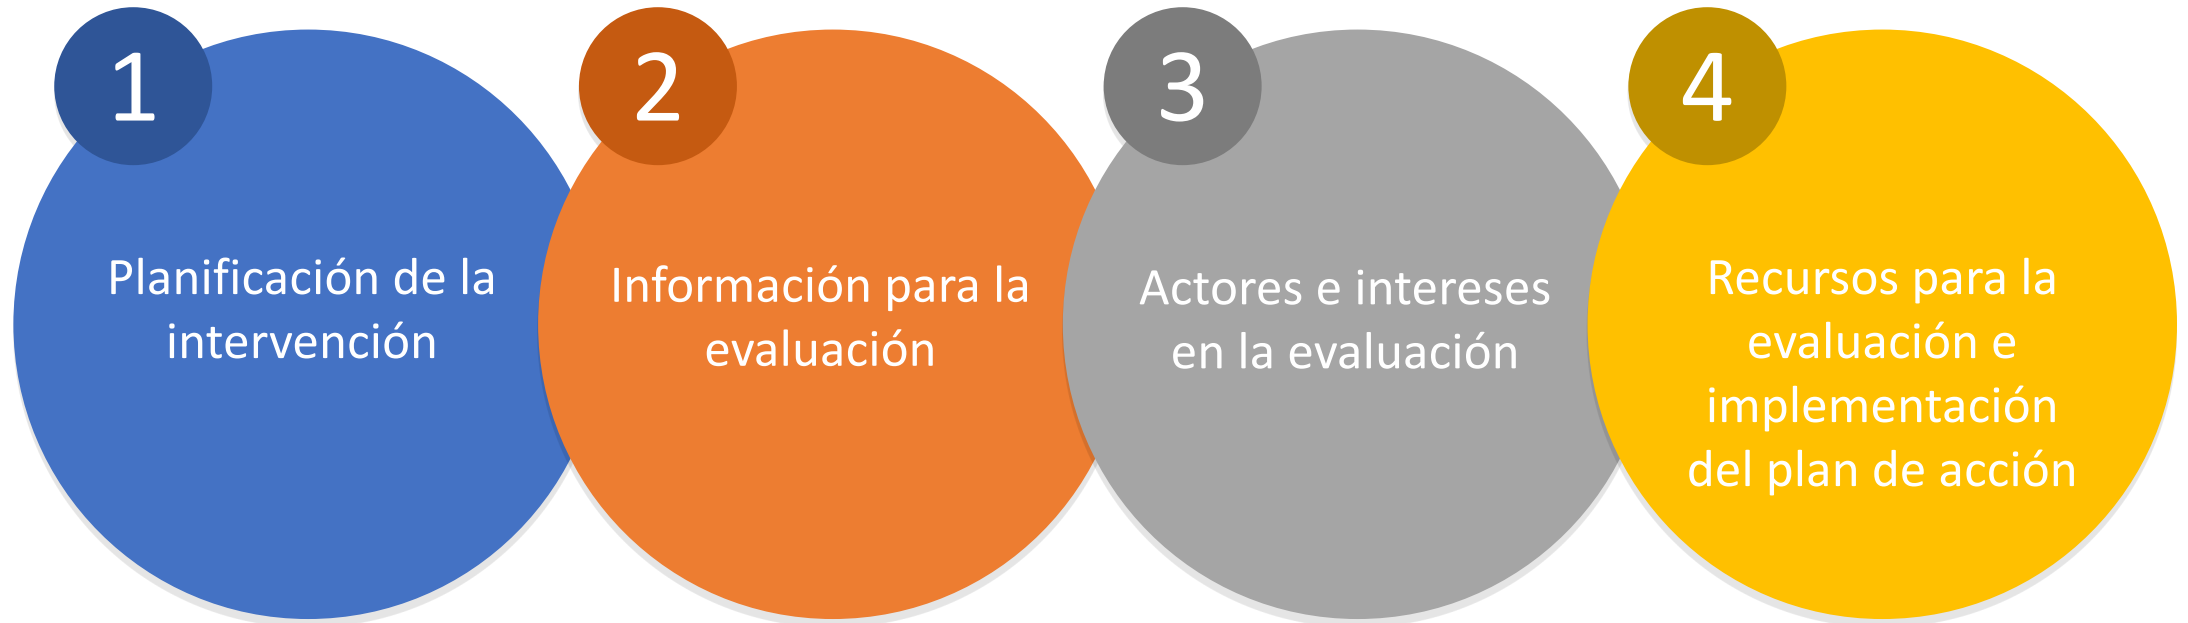 1
Planificación de la
intervención
2
Información para la
evaluación
3
Actores e intereses
en la evaluación
4
Recursos para la
evaluación e
implementación
del plan de acción